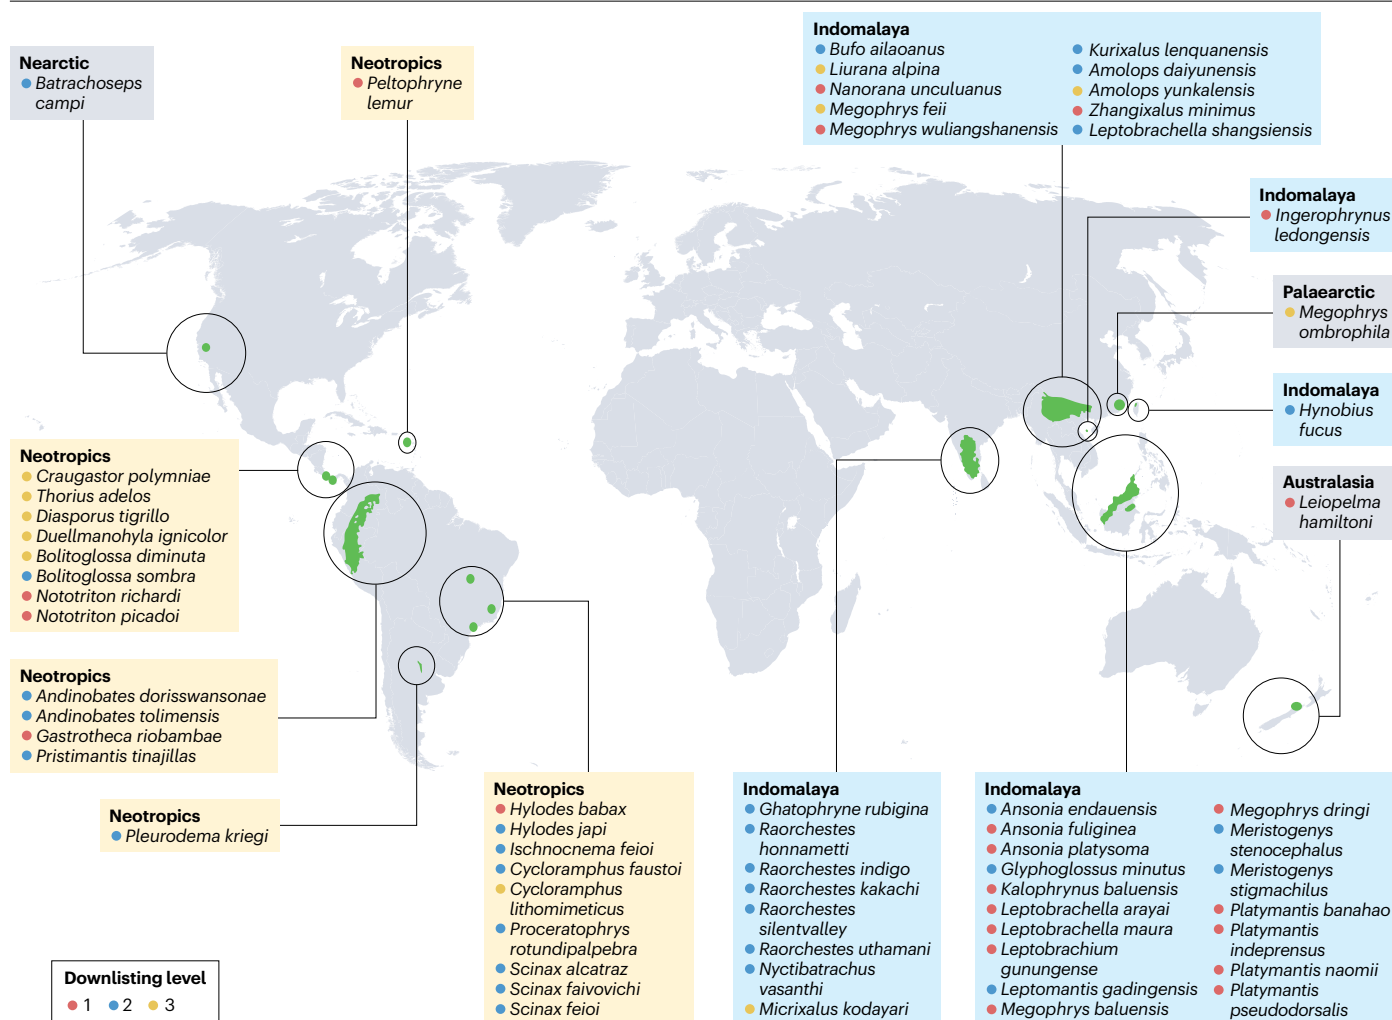 Nearctic
Batrachoseps
campi
Neotropics
Peltophryne
lemur
Indomalaya
Bufo ailaoanus
Liurana alpina
Nanorana unculuanus
Megophrys feii
Megophrys wuliangshanensis
Kurixalus lenquanensis
Amolops daiyunensis
Amolops yunkalensis
Zhangixalus minimus
Leptobrachella shangsiensis
Indomalaya
Ingerophrynus
ledongensis
Palaearctic
Megophrys
ombrophila
Indomalaya
Hynobius
fucus
Australasia
Leiopelma
hamiltoni
Neotropics
Craugastor polymniae
Thorius adelos
Diasporus tigrillo
Duellmanohyla ignicolor
Bolitoglossa diminuta
Bolitoglossa sombra
Nototriton richardi
Nototriton picadoi
Neotropics
Andinobates dorisswansonae
Andinobates tolimensis
Gastrotheca riobambae
Pristimantis tinajillas
Neotropics
Pleurodema kriegi
Neotropics
Hylodes babax
Hylodes japi
Ischnocnema feioi
Cycloramphus faustoi
Cycloramphus
lithomimeticus
Proceratophrys
rotundipalpebra
Scinax alcatraz
Scinax faivovichi
Scinax feioi
Indomalaya
Ghatophryne rubigina
Raorchestes
honnametti
Raorchestes indigo
Raorchestes kakachi
Raorchestes
silentvalley
Raorchestes uthamani
Nyctibatrachus
vasanthi
Micrixalus kodayari
Indomalaya
Ansonia endauensis
Ansonia fuliginea
Ansonia platysoma
Glyphoglossus minutus
Kalophrynus baluensis
Leptobrachella arayai
Leptobrachella maura
Leptobrachium
gunungense
Leptomantis gadingensis
Megophrys baluensis
Megophrys dringi
Meristogenys
stenocephalus
Meristogenys
stigmachilus
Platymantis banahao
Platymantis
indeprensus
Platymantis naomii
Platymantis
pseudodorsalis
Downlisting level
1 2 3